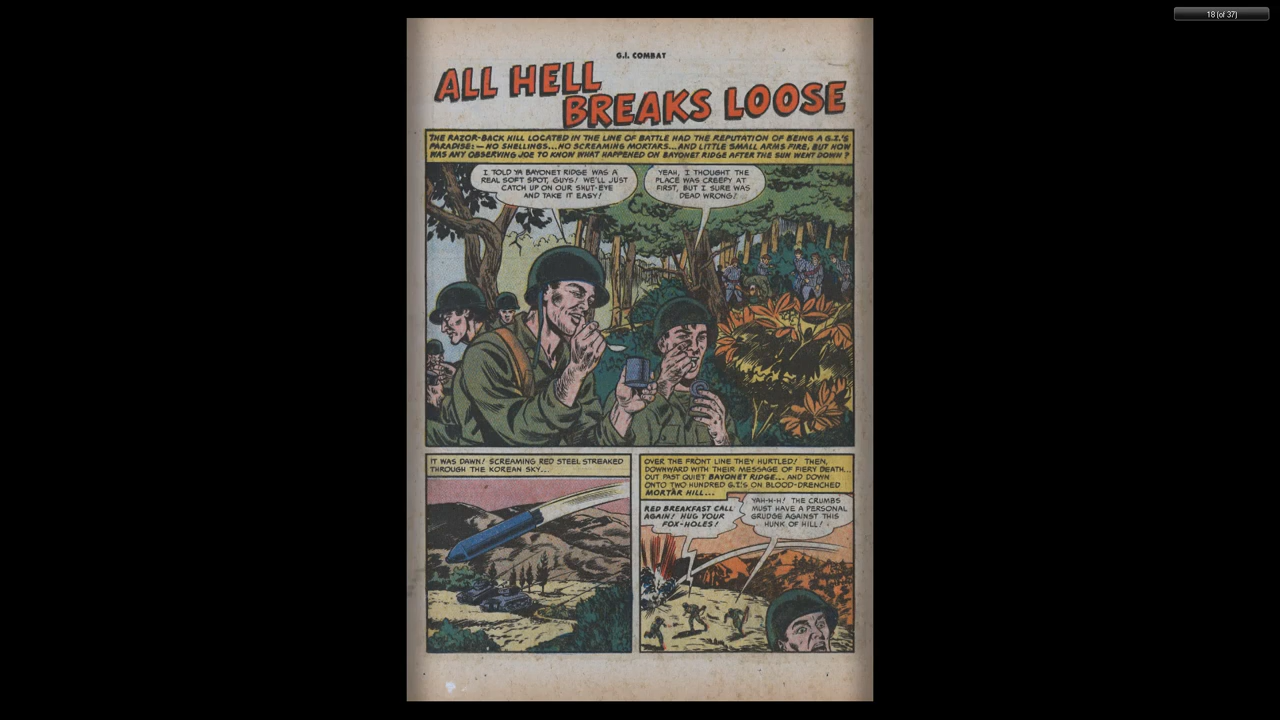 18 (of 37)
G.I. COMBAT
ALL HELL
BREAKS LOOSE
THE RAZOR-BACK HILL LOCATED IN THE LINE OF BATTLE HAD THE REPUTATION OF BEING A G.I.'S
PARADISE:—NO SHELLINGS...NO SCREAMING MORTARS...AND LITTLE SMALL ARMS FIRE, BUT HOW
WAS ANY OBSERVING JOE TO KNOW WHAT HAPPENED ON BAYONET RIDGE AFTER THE SUN WENT DOWN?
I TOLD YA BAYONET RIDGE WAS A
REAL SOFT SPOT, GUYS! WE'LL JUST
CATCH UP ON OUR SHUT-EYE
AND TAKE IT EASY!
YEAH, I THOUGHT THE
PLACE WAS CREEPY AT
FIRST, BUT I SURE WAS
DEAD WRONG!
IT WAS DAWN! SCREAMING RED STEEL STREAKED
THROUGH THE KOREAN SKY...
OVER THE FRONT LINE THEY HURTLED! THEN,
DOWNWARD WITH THEIR MESSAGE OF FIERY DEATH...
OUT PAST QUIET BAYONET RIDGE... AND DOWN
ONTO TWO HUNDRED G.I.'S ON BLOOD-DRENCHED
MORTAR HILL...
RED BREAKFAST CALL
AGAIN! HUG YOUR
FOX-HOLES!
YAH-H-H! THE CRUMBS
MUST HAVE A PERSONAL
GRUDGE AGAINST THIS
HUNK OF HILL!